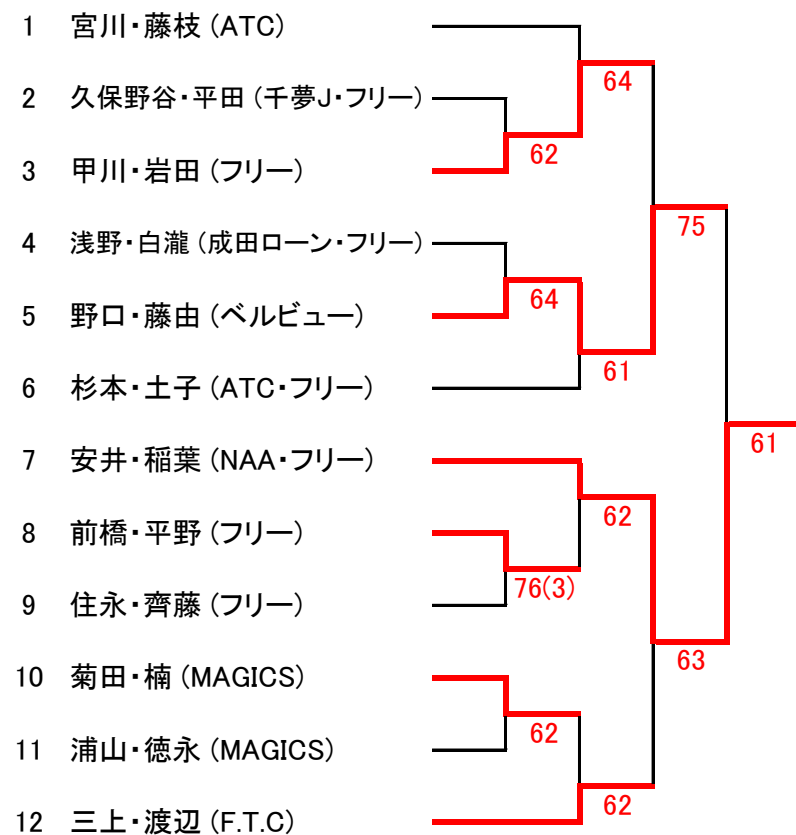 1 宮川・藤枝 (ATC)
64
2 久保野谷・平田 (千夢J・フリー)
62
3 甲川・岩田 (フリー)
75
4 浅野・白瀧 (成田ローン・フリー)
64
5 野口・藤由 (ベルビュー)
61
6 杉本・土子 (ATC・フリー)
61
7 安井・稲葉 (NAA・フリー)
62
8 前橋・平野 (フリー)
76(3)
9 住永・齊藤 (フリー)
63
10 菊田・楠 (MAGICS)
62
11 浦山・徳永 (MAGICS)
62
12 三上・渡辺 (F.T.C)